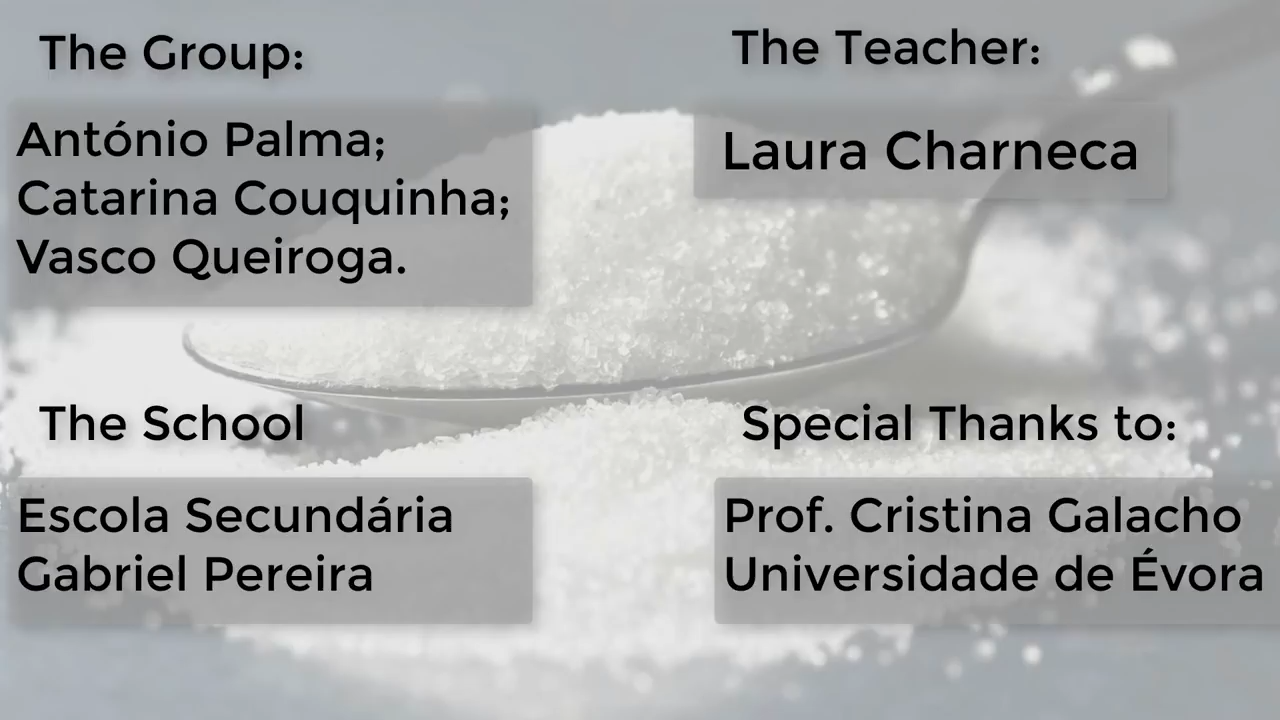 The Group:
António Palma;
Catarina Couquinha;
Vasco Queiroga.
The Teacher:
Laura Charneca
The School
Escola Secundária
Gabriel Pereira
Special Thanks to:
Prof. Cristina Galacho
Universidade de Évora